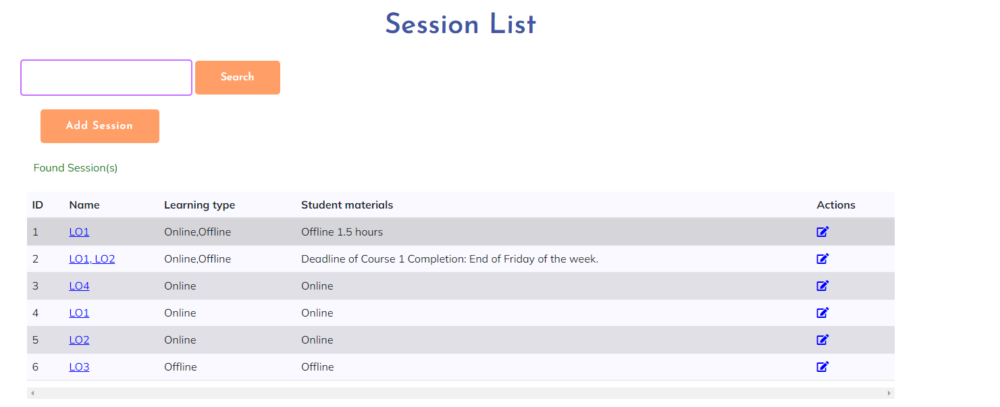 Session List
Search
Add Session
Found Session(s)
ID Name Learning type Student materials Actions
1 LO1 Online,Offline Offline 1.5 hours
2 LO1, LO2 Online,Offline Deadline of Course 1 Completion: End of Friday of the week.
3 LO4 Online Online
4 LO1 Online Online
5 LO2 Online Online
6 LO3 Offline Offline